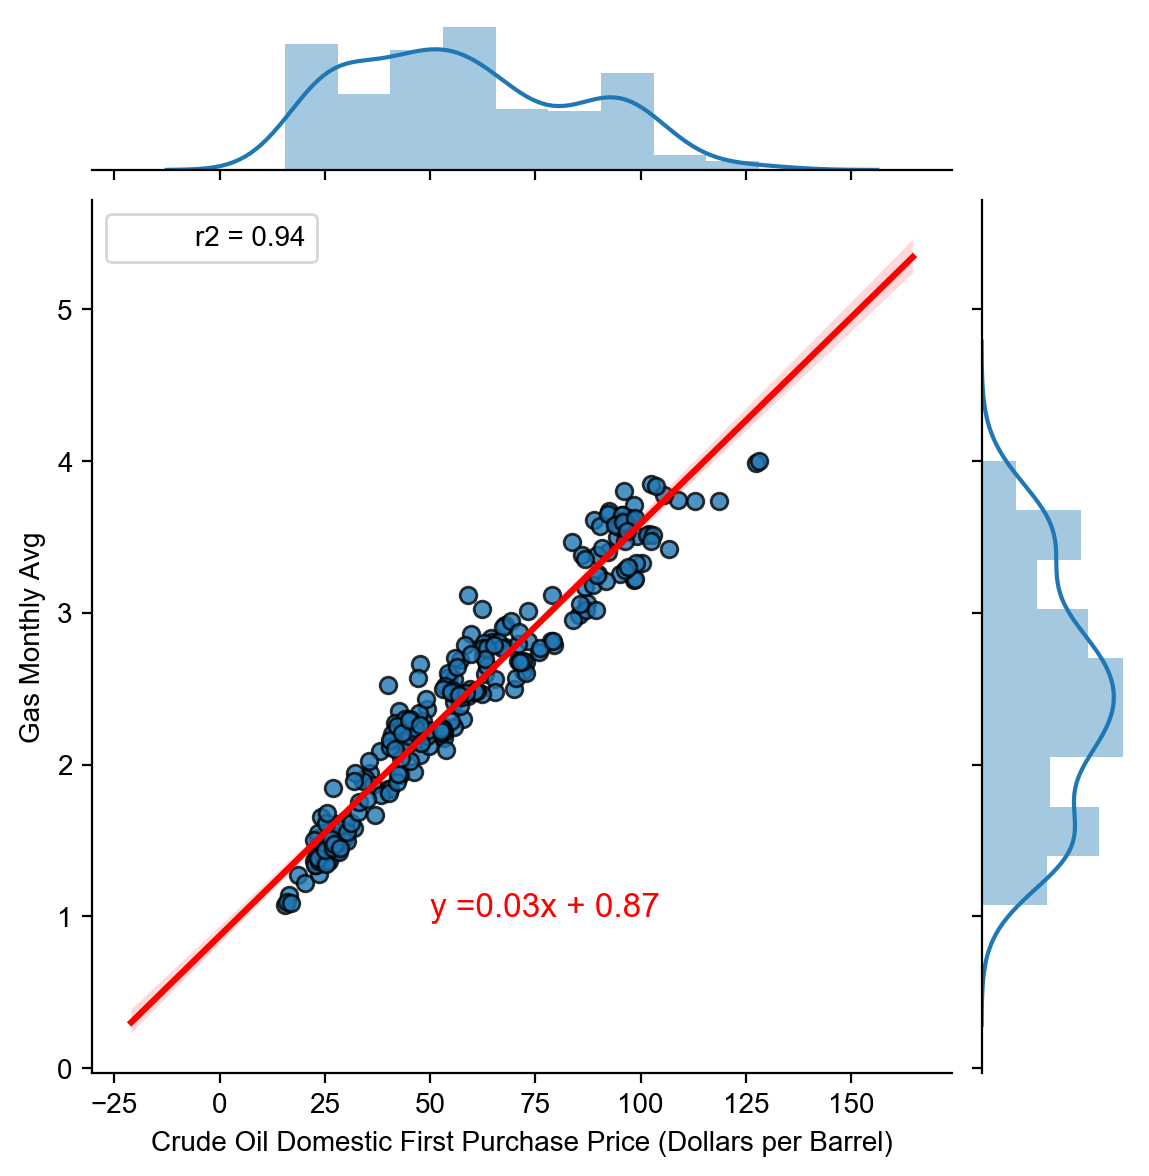 r2 = 0.94
5
4
3
2
1
0
Gas Monthly Avg
y =0.03x + 0.87
−25 0 25 50 75 100 125 150
Crude Oil Domestic First Purchase Price (Dollars per Barrel)